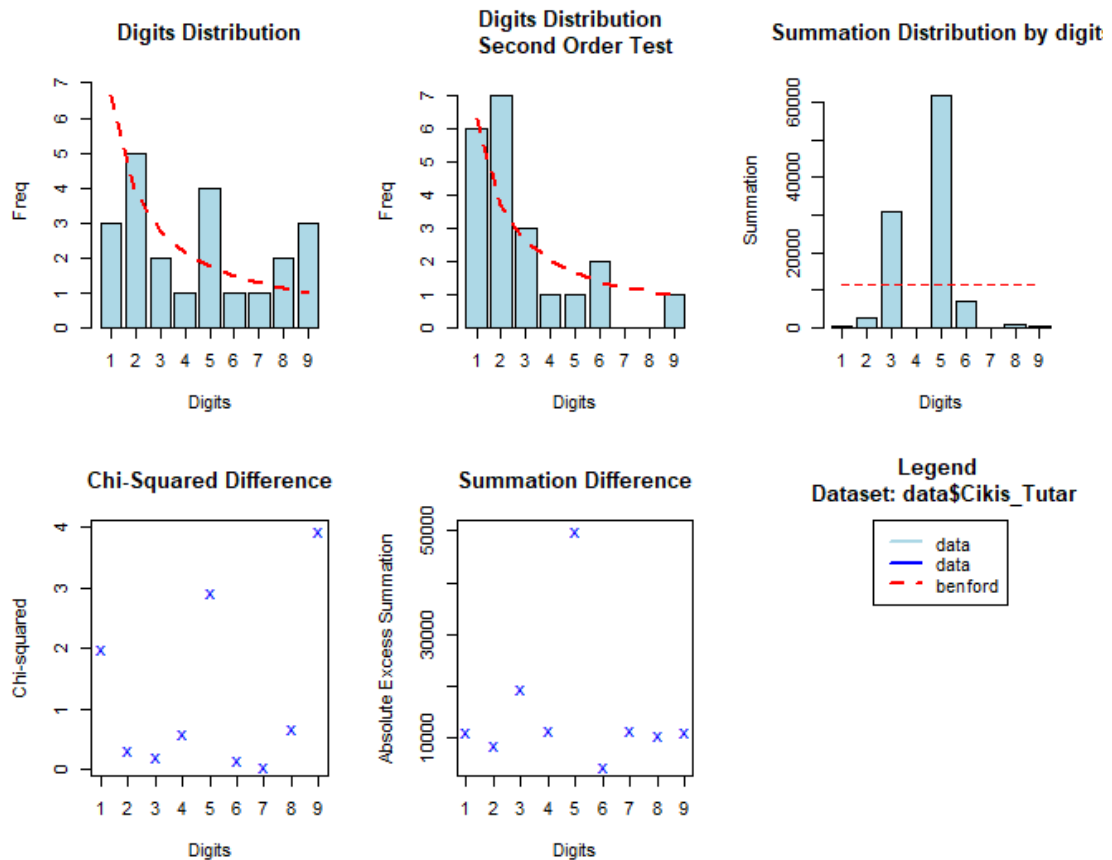 Digits Distribution
7
6
5
4
3
2
1
0
Freq
1 2 3 4 5 6 7 8 9
Digits
Digits Distribution
Second Order Test
7
6
5
4
3
2
1
0
Freq
1 2 3 4 5 6 7 8 9
Digits
Summation Distribution by digits
60000
40000
20000
0
Summation
1 2 3 4 5 6 7 8 9
Digits
Chi-Squared Difference
4
3
2
1
0
Chi-squared
1 2 3 4 5 6 7 8 9
Digits
Summation Difference
50000
30000
10000
Absolute Excess Summation
1 2 3 4 5 6 7 8 9
Digits
Legend
Dataset: data$Cikis_Tutar
data
data
benford